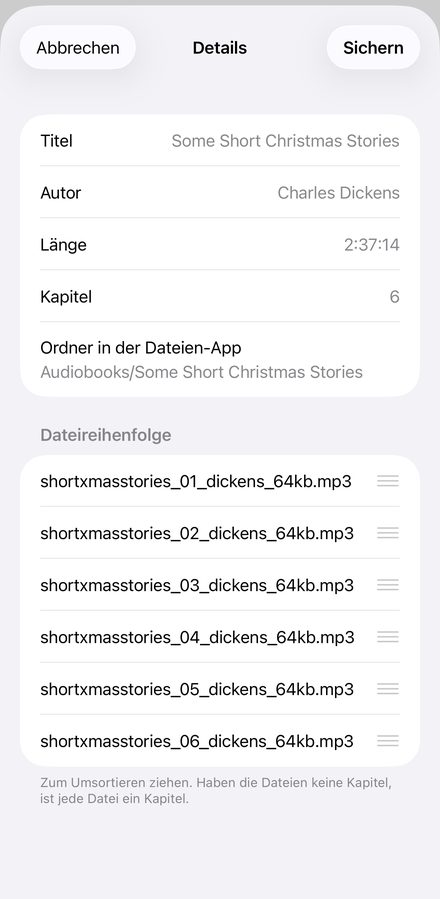 Abbrechen Details Sichern
Titel Some Short Christmas Stories
Autor Charles Dickens
Länge 2:37:14
Kapitel 6
Ordner in der Dateien-App
Audiobooks/Some Short Christmas Stories
Dateireihenfolge
shortxmasstories_01_dickens_64kb.mp3
shortxmasstories_02_dickens_64kb.mp3
shortxmasstories_03_dickens_64kb.mp3
shortxmasstories_04_dickens_64kb.mp3
shortxmasstories_05_dickens_64kb.mp3
shortxmasstories_06_dickens_64kb.mp3
Zum Umsortieren ziehen. Haben die Dateien keine Kapitel,
ist jede Datei ein Kapitel.